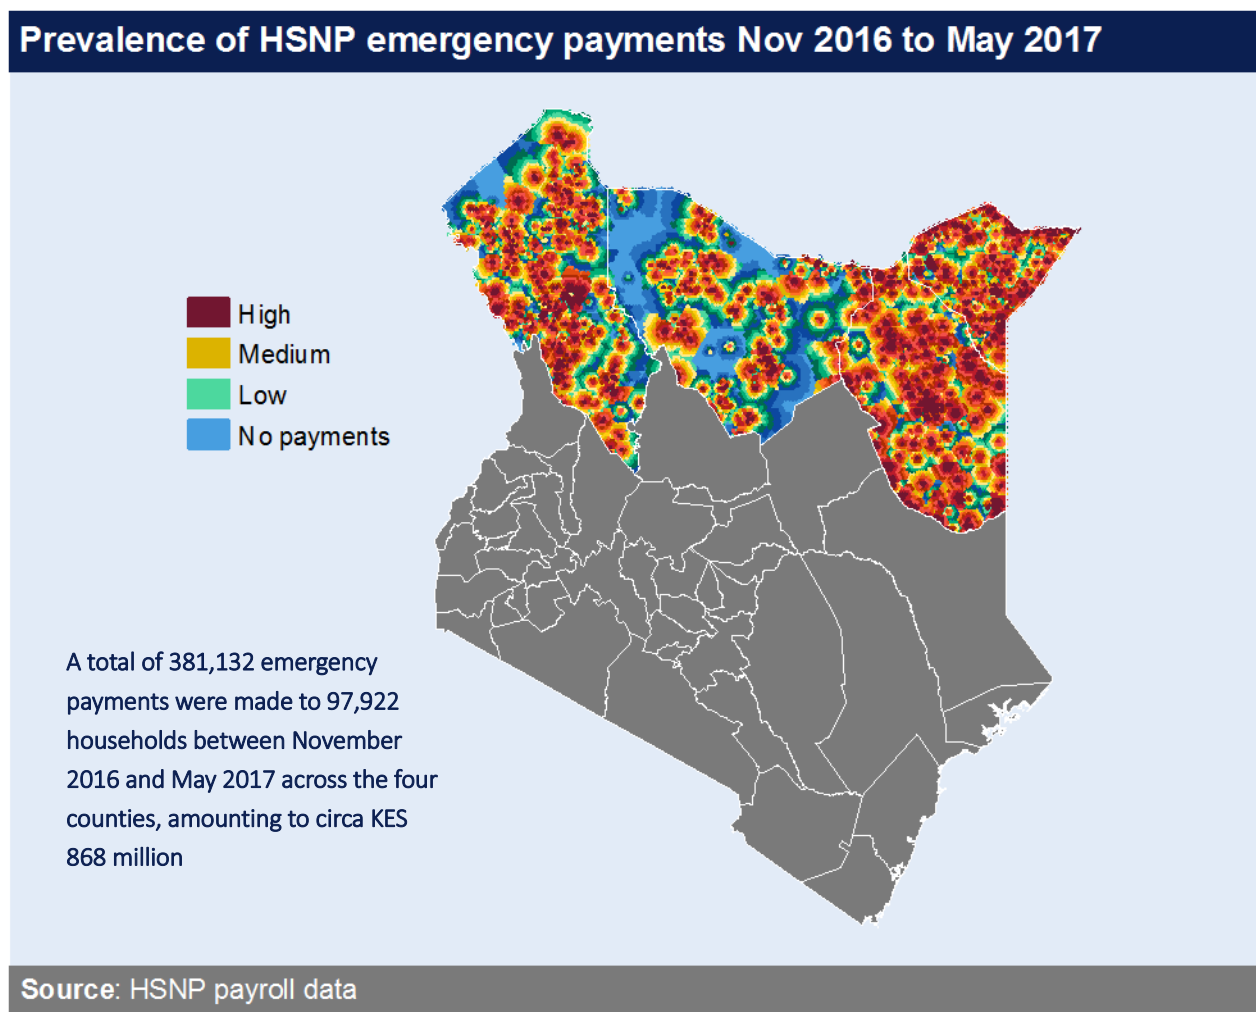 Prevalence of HSNP emergency payments Nov 2016 to May 2017
High
Medium
Low
No payments
A total of 381,132 emergency
payments were made to 97,922
households between November
2016 and May 2017 across the four
counties, amounting to circa KES
868 million
Source: HSNP payroll data